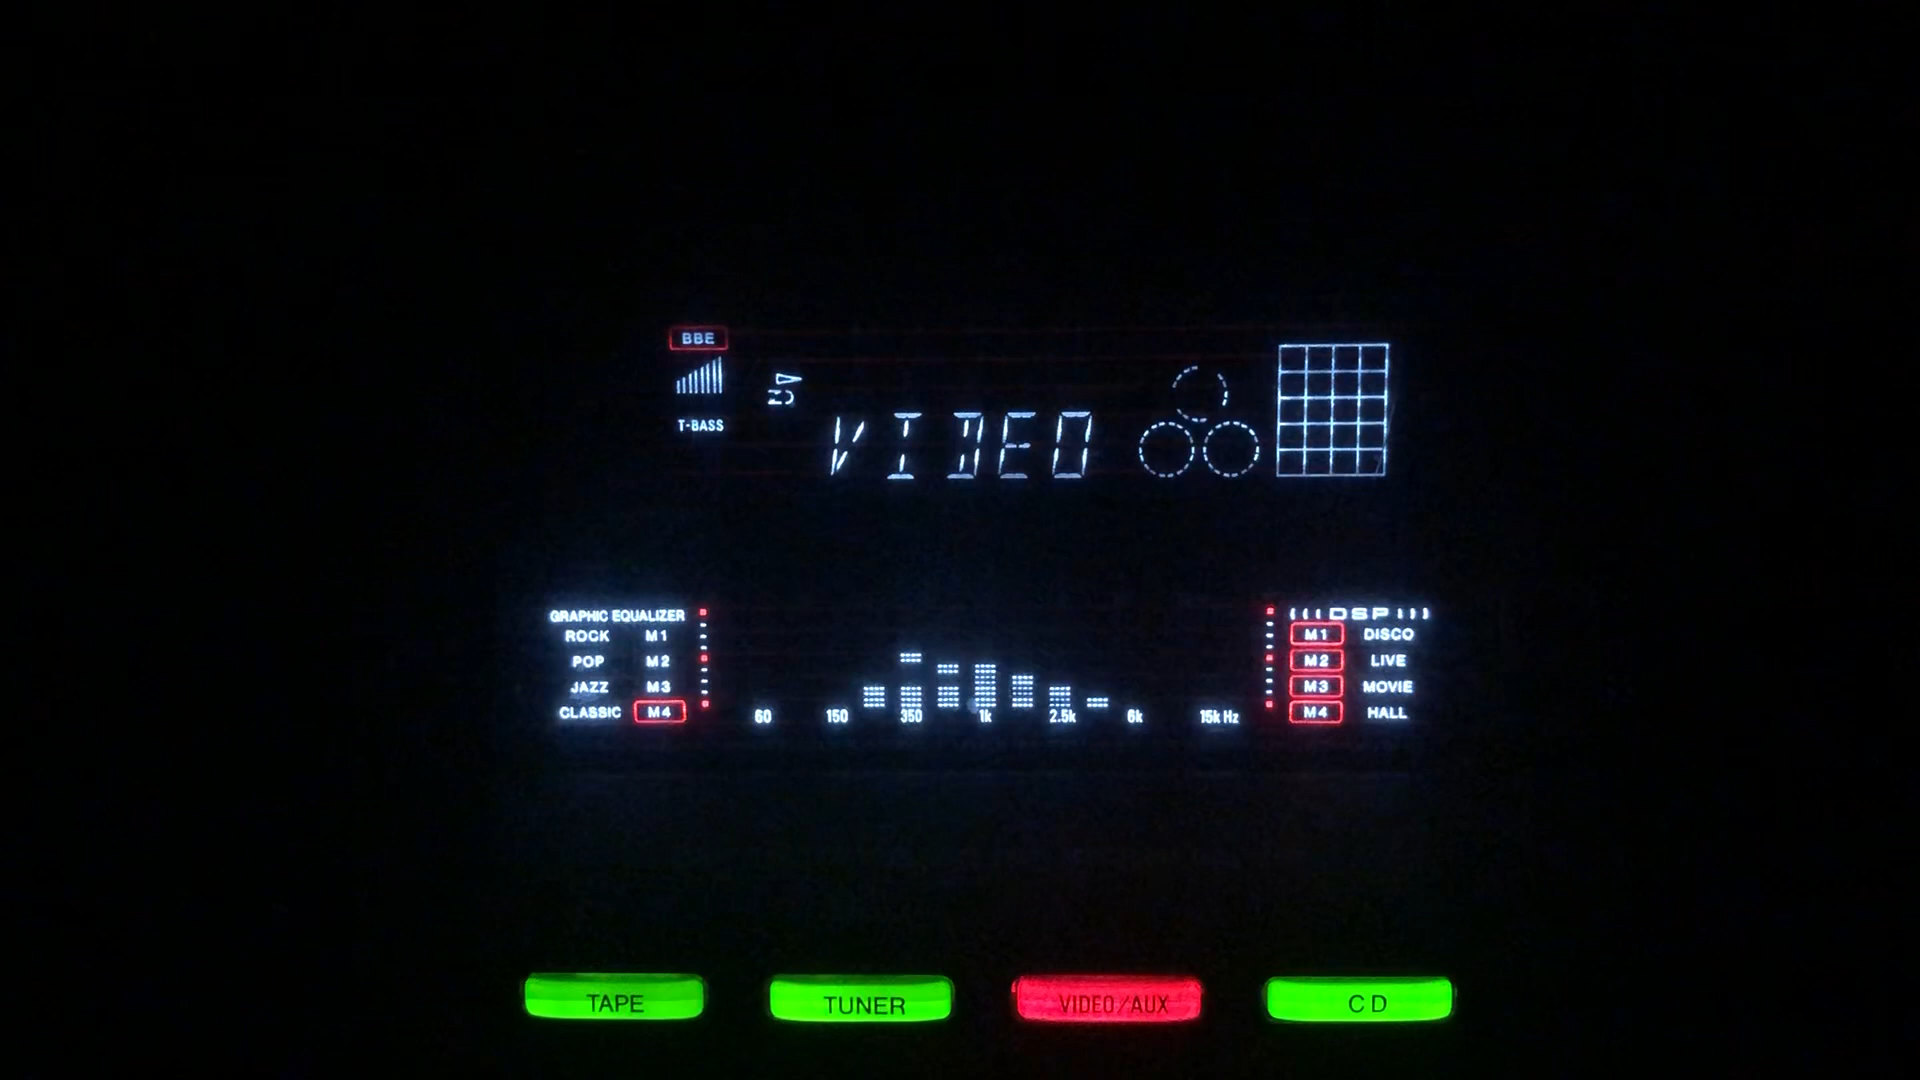 BBE
T-BASS
VIDEO
GRAPHIC EQUALIZER
ROCK M1
POP M2
JAZZ M3
CLASSIC M4
60 150 350 1k 2.5k 6k 15k Hz
DSP
M1 DISCO
M2 LIVE
M3 MOVIE
M4 HALL
TAPE TUNER VIDEO/AUX CD